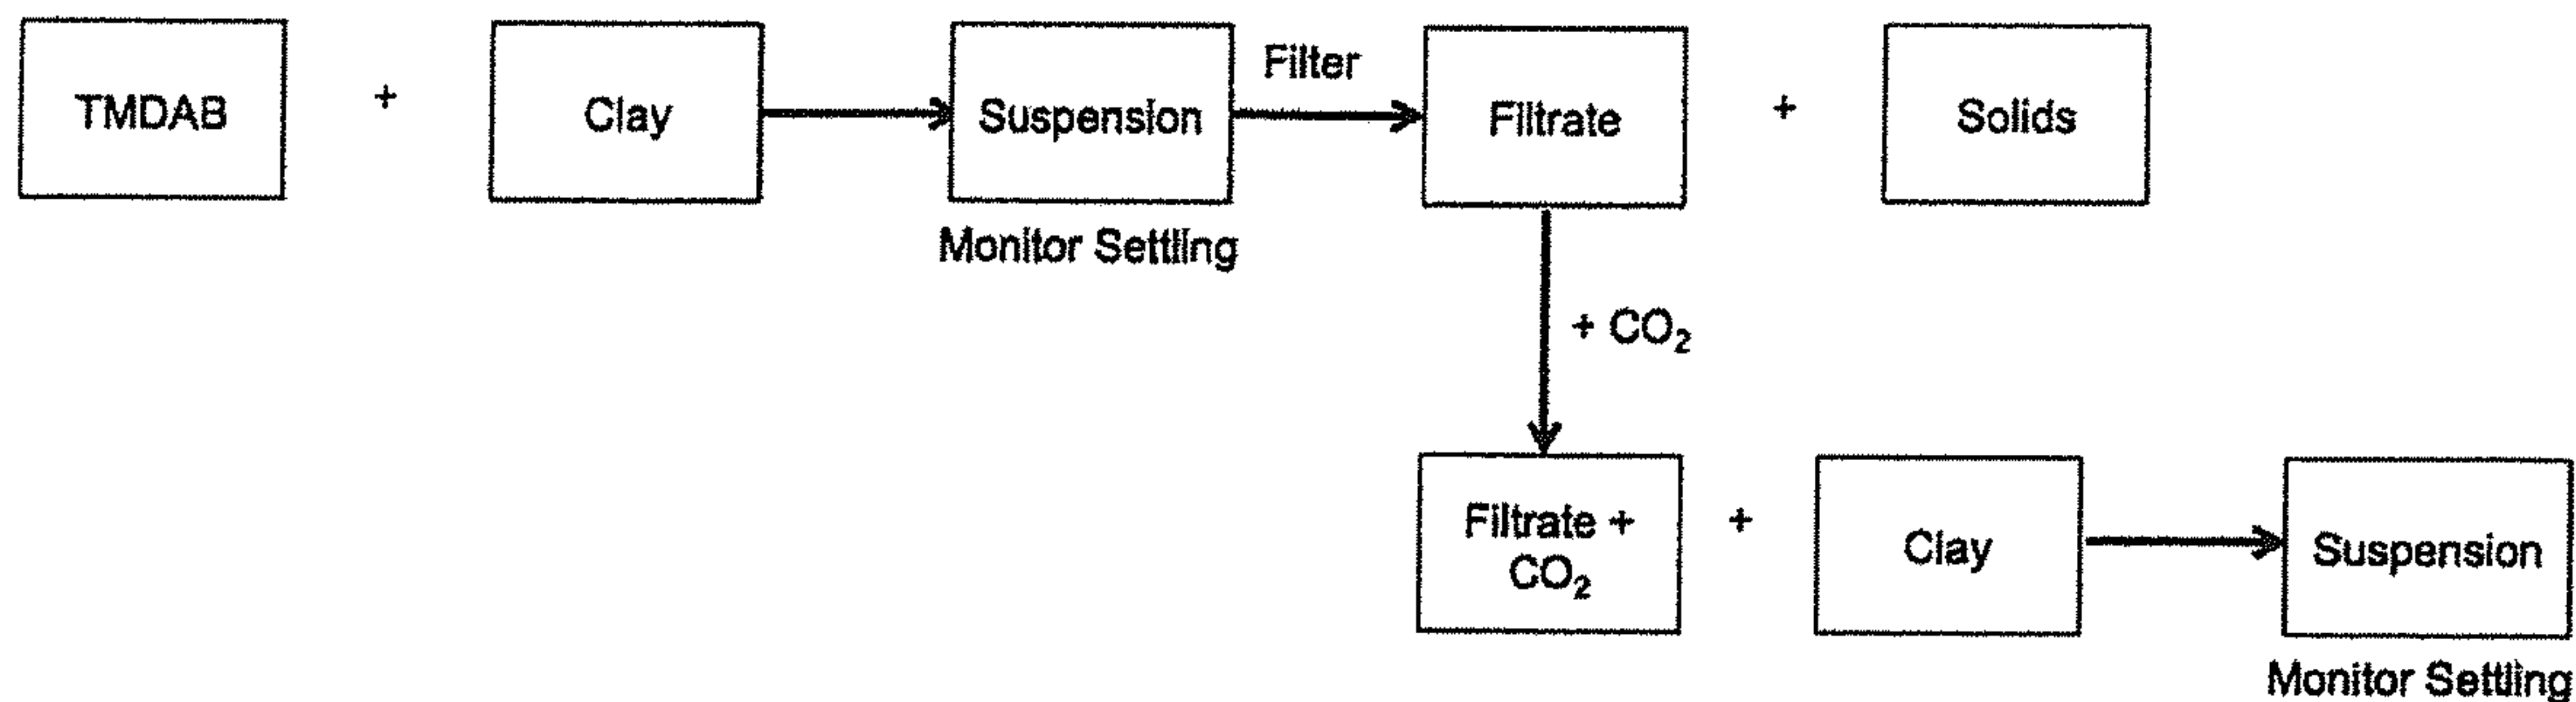 TMDAB
+
Clay
Suspension
Filter
Filtrate
+
Solids
Monitor Settling
+ CO₂
Filtrate +
CO₂
+
Clay
Suspension
Monitor Settling